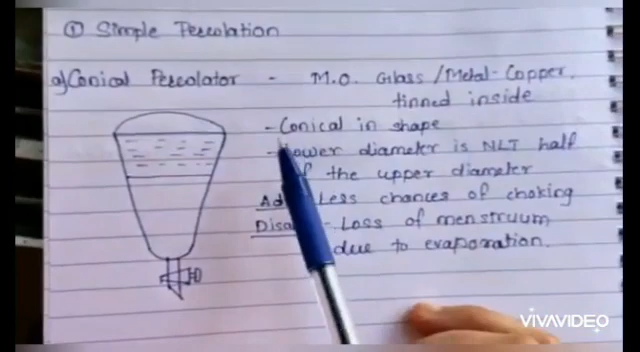 ① Simple Percolation
a) Conical Percolator - M.O. Glass/Metal-Copper,
tinned inside
- Conical in shape
- Lower diameter is NLT half
the upper diameter
Ad Less chances of choking
Disa - Loss of menstruum
due to evaporation.
VIVAVIDEO